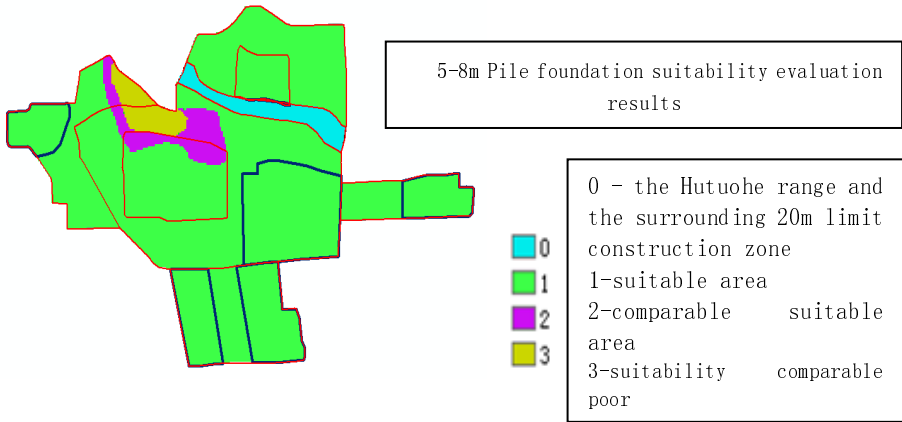 5-8m Pile foundation suitability evaluation
results
0 - the Hutuohe range and
the surrounding 20m limit
construction zone
1-suitable area
2-comparable suitable
area
3-suitability comparable
poor
0
1
2
3